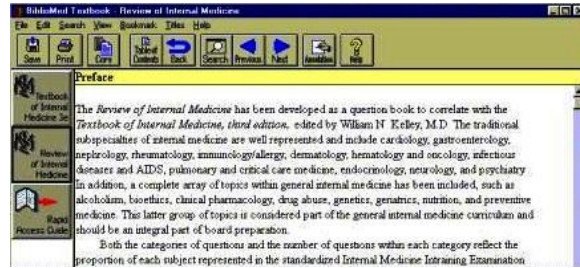 BiblioMed Textbook - Review of Internal Medicine
File Edit Search View Bookmark Titles Help
Save Print Copy Table of Contents Back Search Previous Next Annotation Help
Preface
Textbook of Internal Medicine 3e
Review of Internal Medicine
Rapid Access Guide
The Review of Internal Medicine has been developed as a question book to correlate with the
Textbook of Internal Medicine, third edition, edited by William N. Kelley, M.D. The traditional
subspecialties of internal medicine are well represented and include cardiology, gastroenterology,
nephrology, rheumatology, immunology/allergy, dermatology, hematology and oncology, infectious
diseases and AIDS, pulmonary and critical care medicine, endocrinology, neurology, and psychiatry.
In addition, a complete array of topics within general internal medicine has been included, such as
alcoholism, bioethics, clinical pharmacology, drug abuse, genetics, geriatrics, nutrition, and preventive
medicine. This latter group of topics is considered part of the general internal medicine curriculum and
should be an integral part of board preparation.
Both the categories of questions and the number of questions within each category reflect the
proportion of each subject represented in the standardized Internal Medicine Intraining Examination